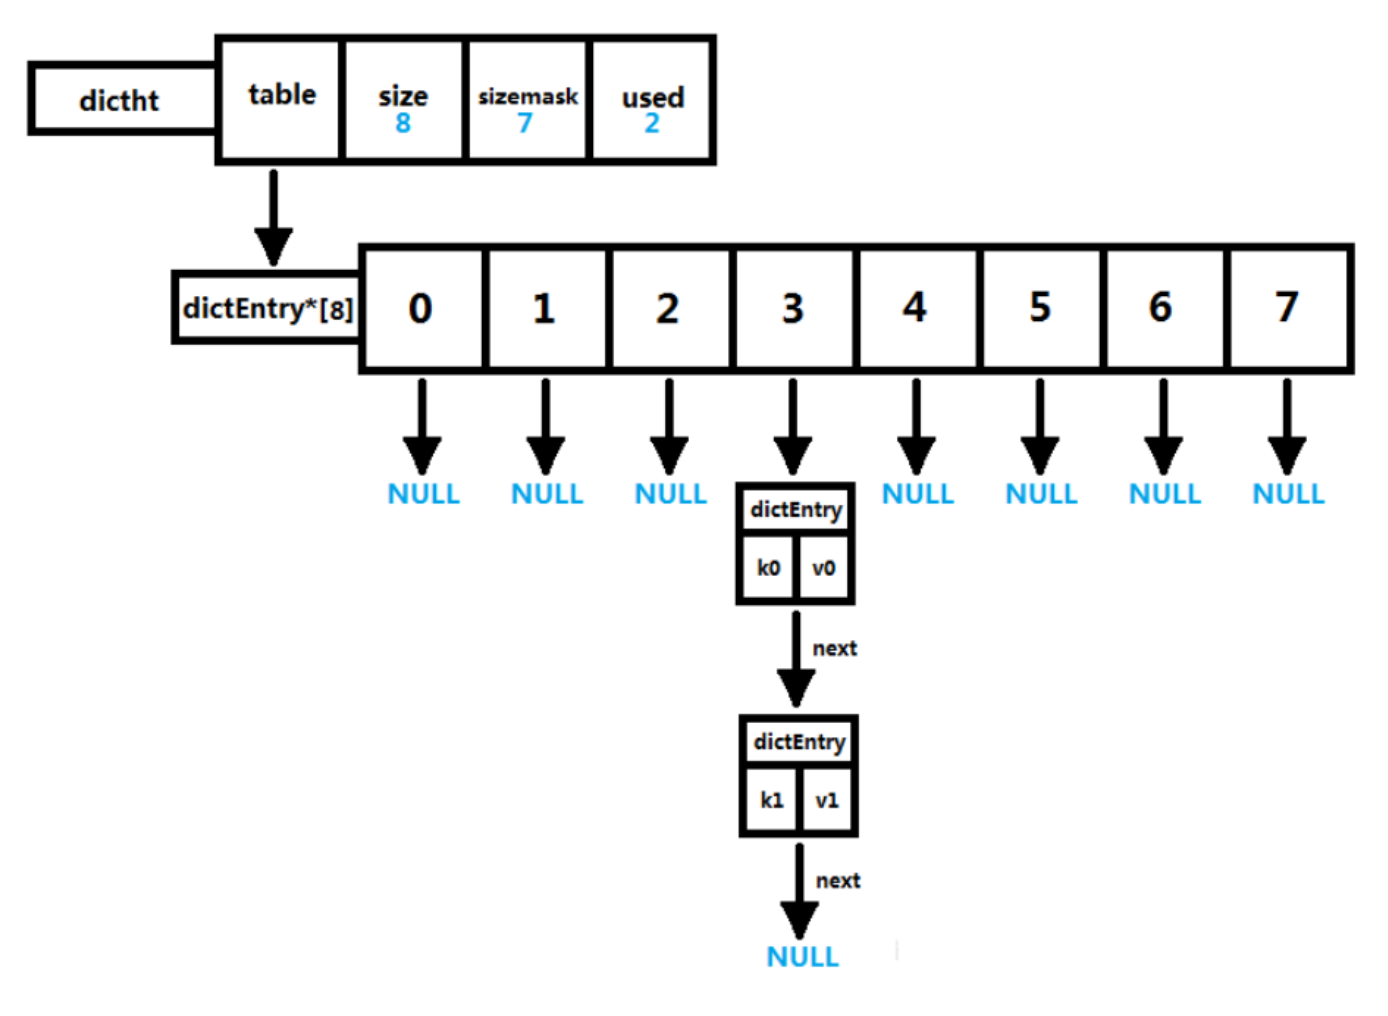 dictht
table
size
8
sizemask
7
used
2
dictEntry*[8]
0
1
2
3
4
5
6
7
NULL
NULL
NULL
NULL
NULL
NULL
NULL
dictEntry
k0
v0
next
dictEntry
k1
v1
next
NULL